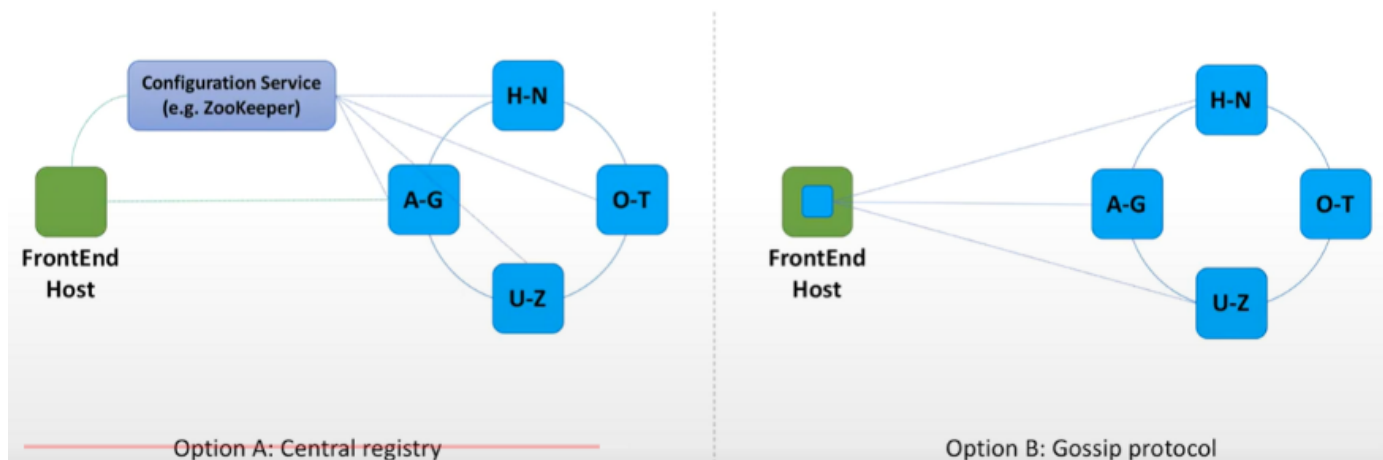 Configuration Service
(e.g. ZooKeeper)
H-N
A-G
O-T
U-Z
FrontEnd
Host
Option A: Central registry
H-N
A-G
O-T
U-Z
FrontEnd
Host
Option B: Gossip protocol